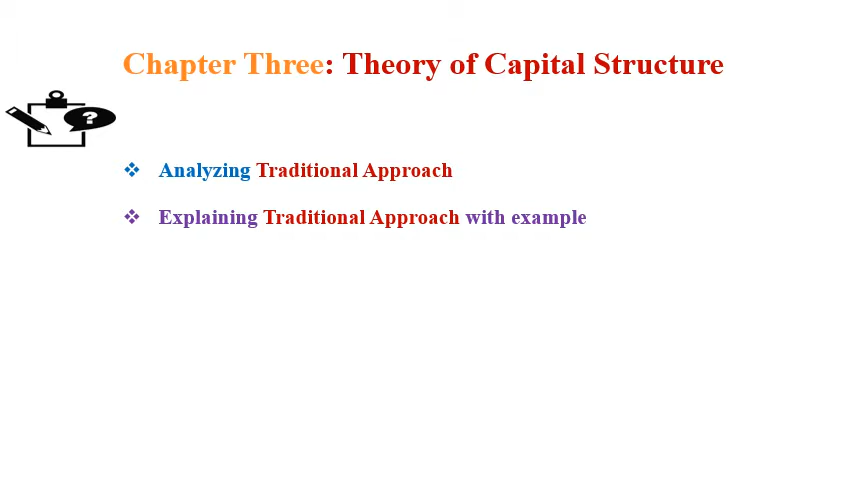 Chapter Three: Theory of Capital Structure
?
❖ Analyzing Traditional Approach
❖ Explaining Traditional Approach with example